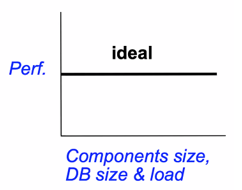 ideal
Perf.
Components size,
DB size & load